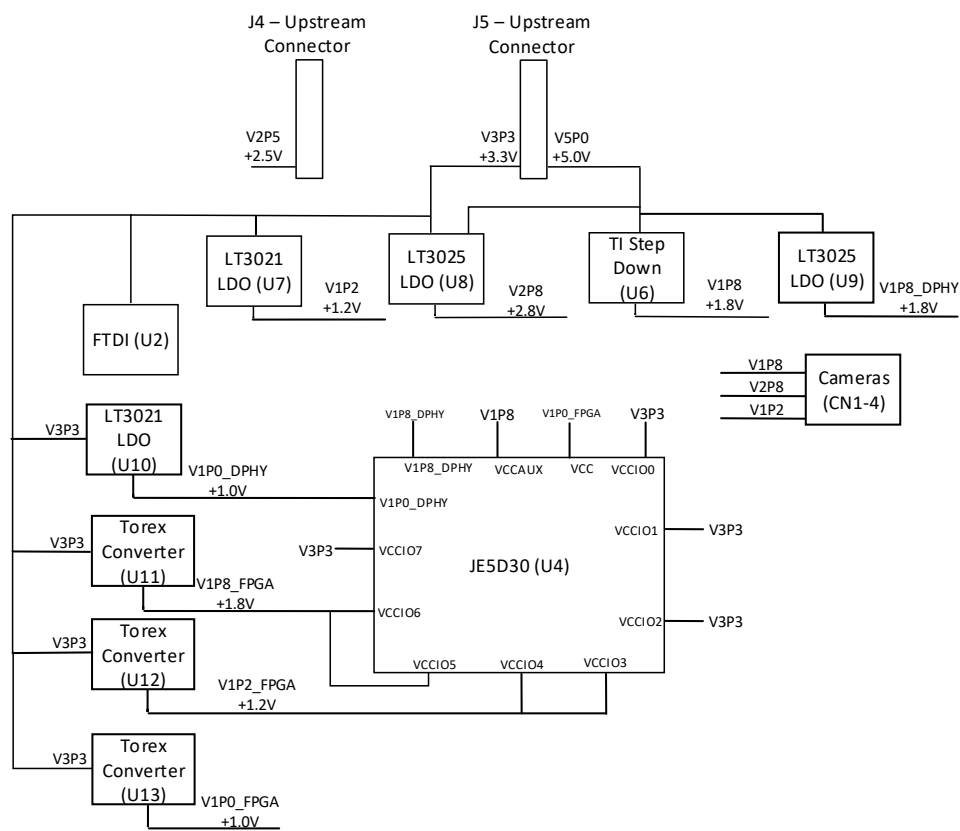 J4 – Upstream
Connector
J5 – Upstream
Connector
V2P5
+2.5V
V3P3
+3.3V
V5P0
+5.0V
LT3021
LDO (U7)
V1P2
+1.2V
LT3025
LDO (U8)
V2P8
+2.8V
TI Step
Down
(U6)
V1P8
+1.8V
LT3025
LDO (U9)
V1P8_DPHY
+1.8V
FTDI (U2)
V1P8
V2P8
V1P2
Cameras
(CN1-4)
V3P3
LT3021
LDO
(U10)
V1P0_DPHY
+1.0V
V1P8_DPHY
V1P8
V1P0_FPGA
V3P3
V1P8_DPHY
VCCAUX
VCC
VCCIO0
V1P0_DPHY
VCCIO1
V3P3
V3P3
VCCIO7
JE5D30 (U4)
V3P3
Torex
Converter
(U11)
V1P8_FPGA
+1.8V
VCCIO6
VCCIO2
V3P3
VCCIO5
VCCIO4
VCCIO3
V3P3
Torex
Converter
(U12)
V1P2_FPGA
+1.2V
V3P3
Torex
Converter
(U13)
V1P0_FPGA
+1.0V